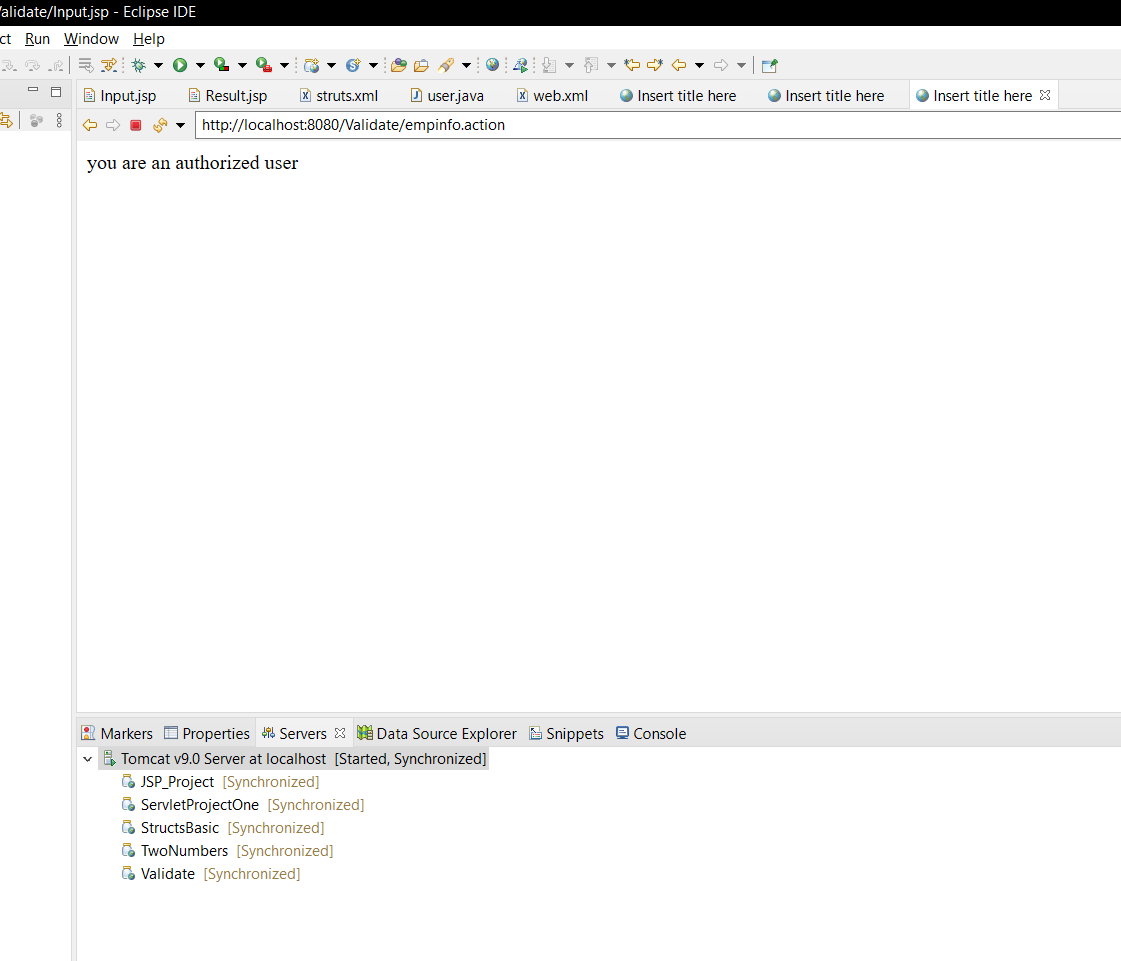 alidate/Input.jsp - Eclipse IDE
ct Run Window Help
Input.jsp Result.jsp struts.xml user.java web.xml Insert title here Insert title here Insert title here
http://localhost:8080/Validate/empinfo.action
you are an authorized user
Markers Properties Servers Data Source Explorer Snippets Console
Tomcat v9.0 Server at localhost [Started, Synchronized]
JSP_Project [Synchronized]
ServletProjectOne [Synchronized]
StructsBasic [Synchronized]
TwoNumbers [Synchronized]
Validate [Synchronized]